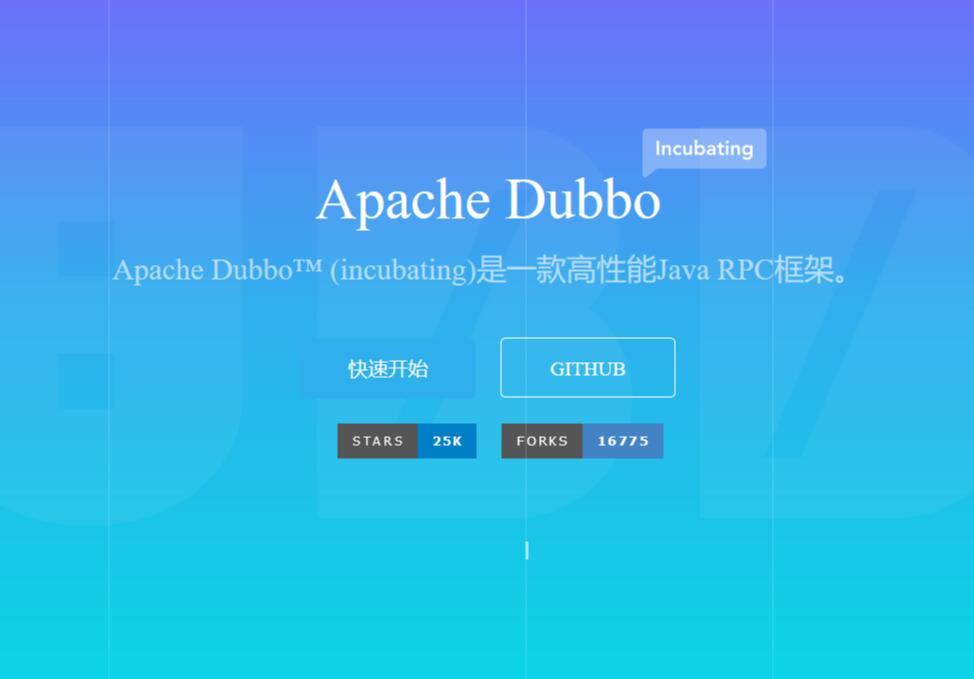 Incubating
Apache Dubbo
Apache Dubbo™ (incubating)是一款高性能Java RPC框架。
快速开始 GITHUB
STARS 25K FORKS 16775